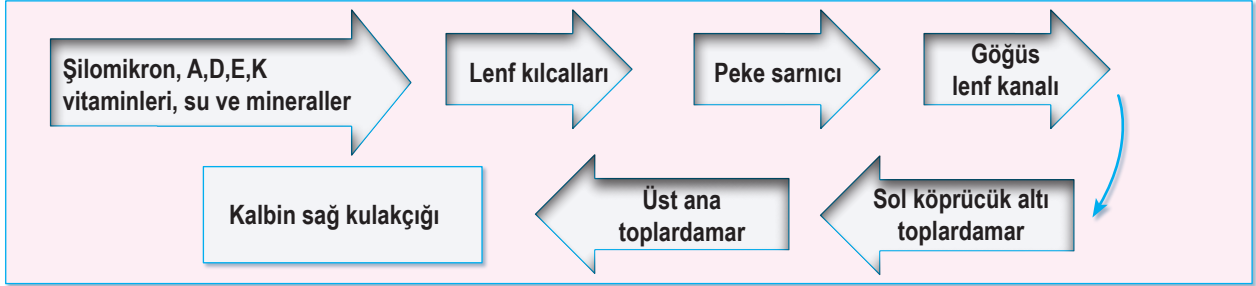 Şilomikron, A,D,E,K
vitaminleri, su ve mineraller
Lenf kılcalları
Peke sarnıcı
Göğüs
lenf kanalı
Sol köprücük altı
toplardamar
Üst ana
toplardamar
Kalbin sağ kulakçığı